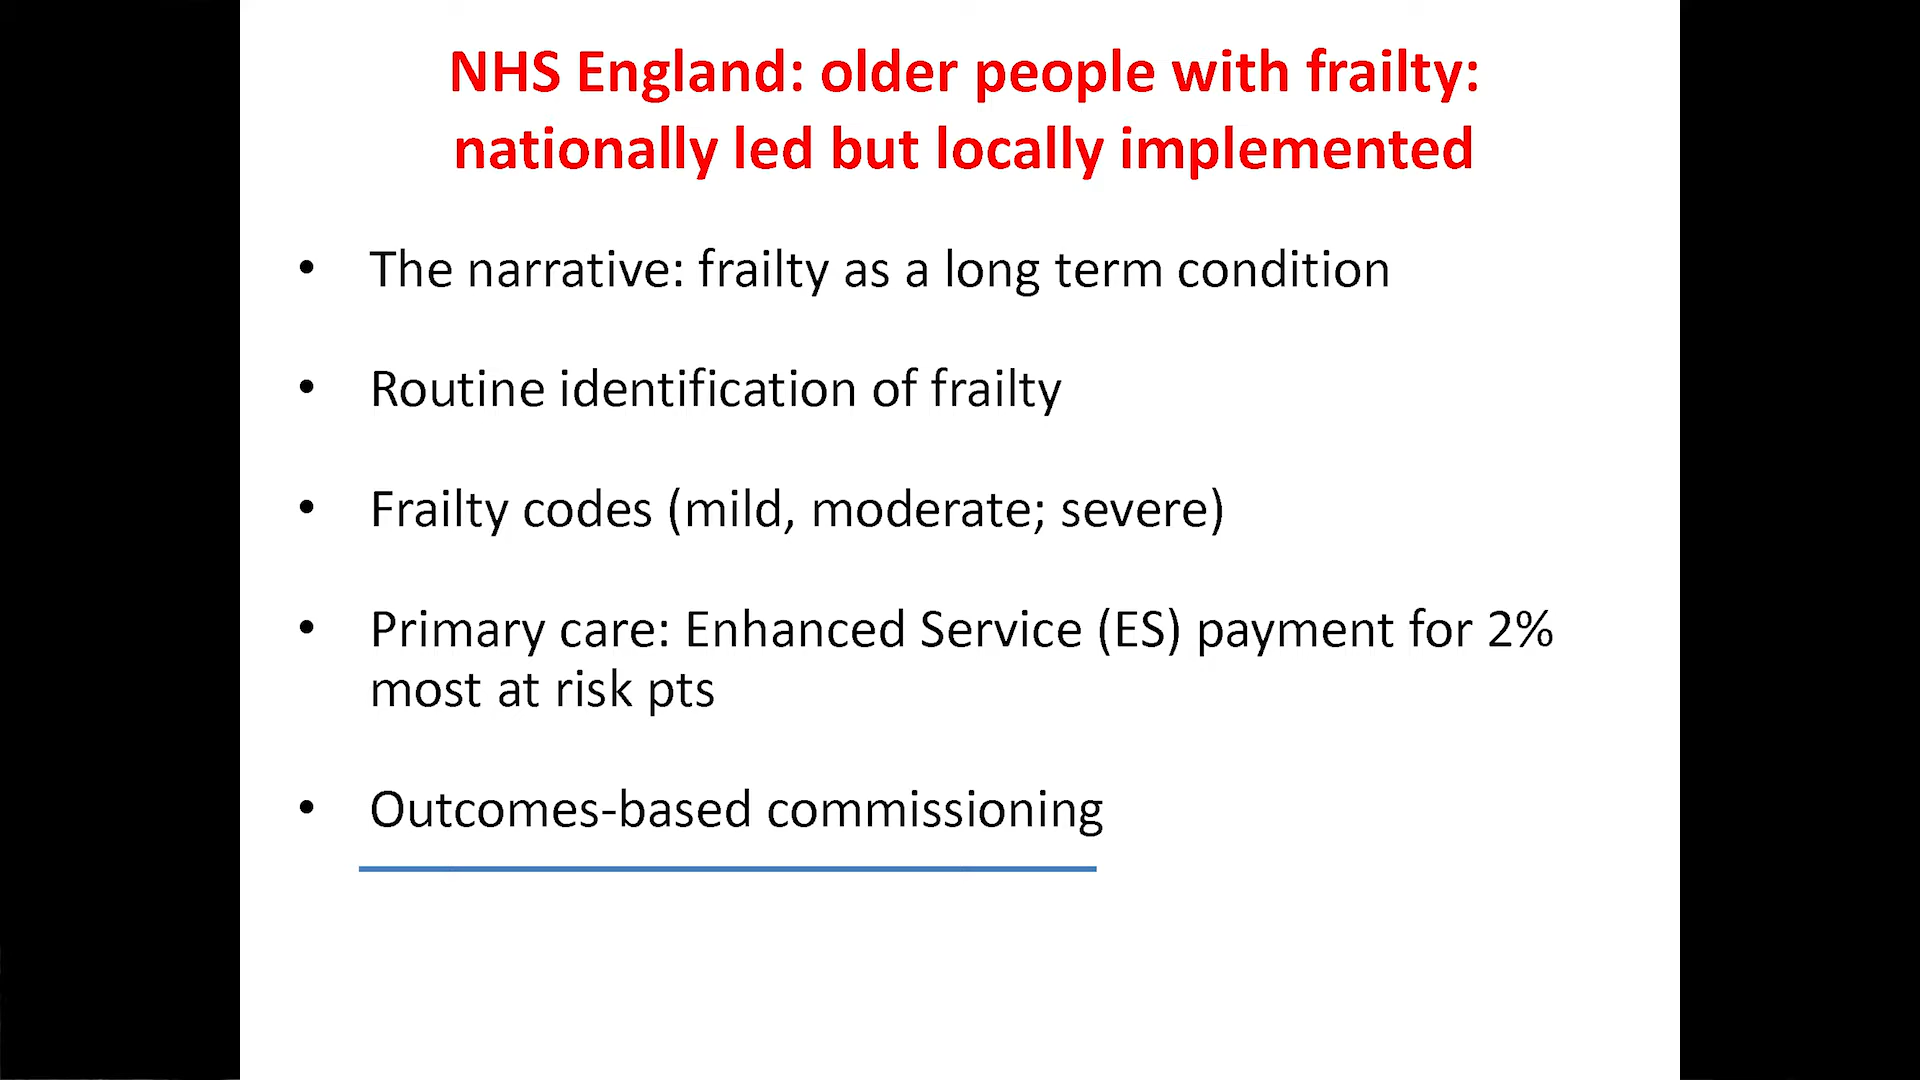 NHS England: older people with frailty:
nationally led but locally implemented
• The narrative: frailty as a long term condition
• Routine identification of frailty
• Frailty codes (mild, moderate; severe)
• Primary care: Enhanced Service (ES) payment for 2%
most at risk pts
• Outcomes-based commissioning